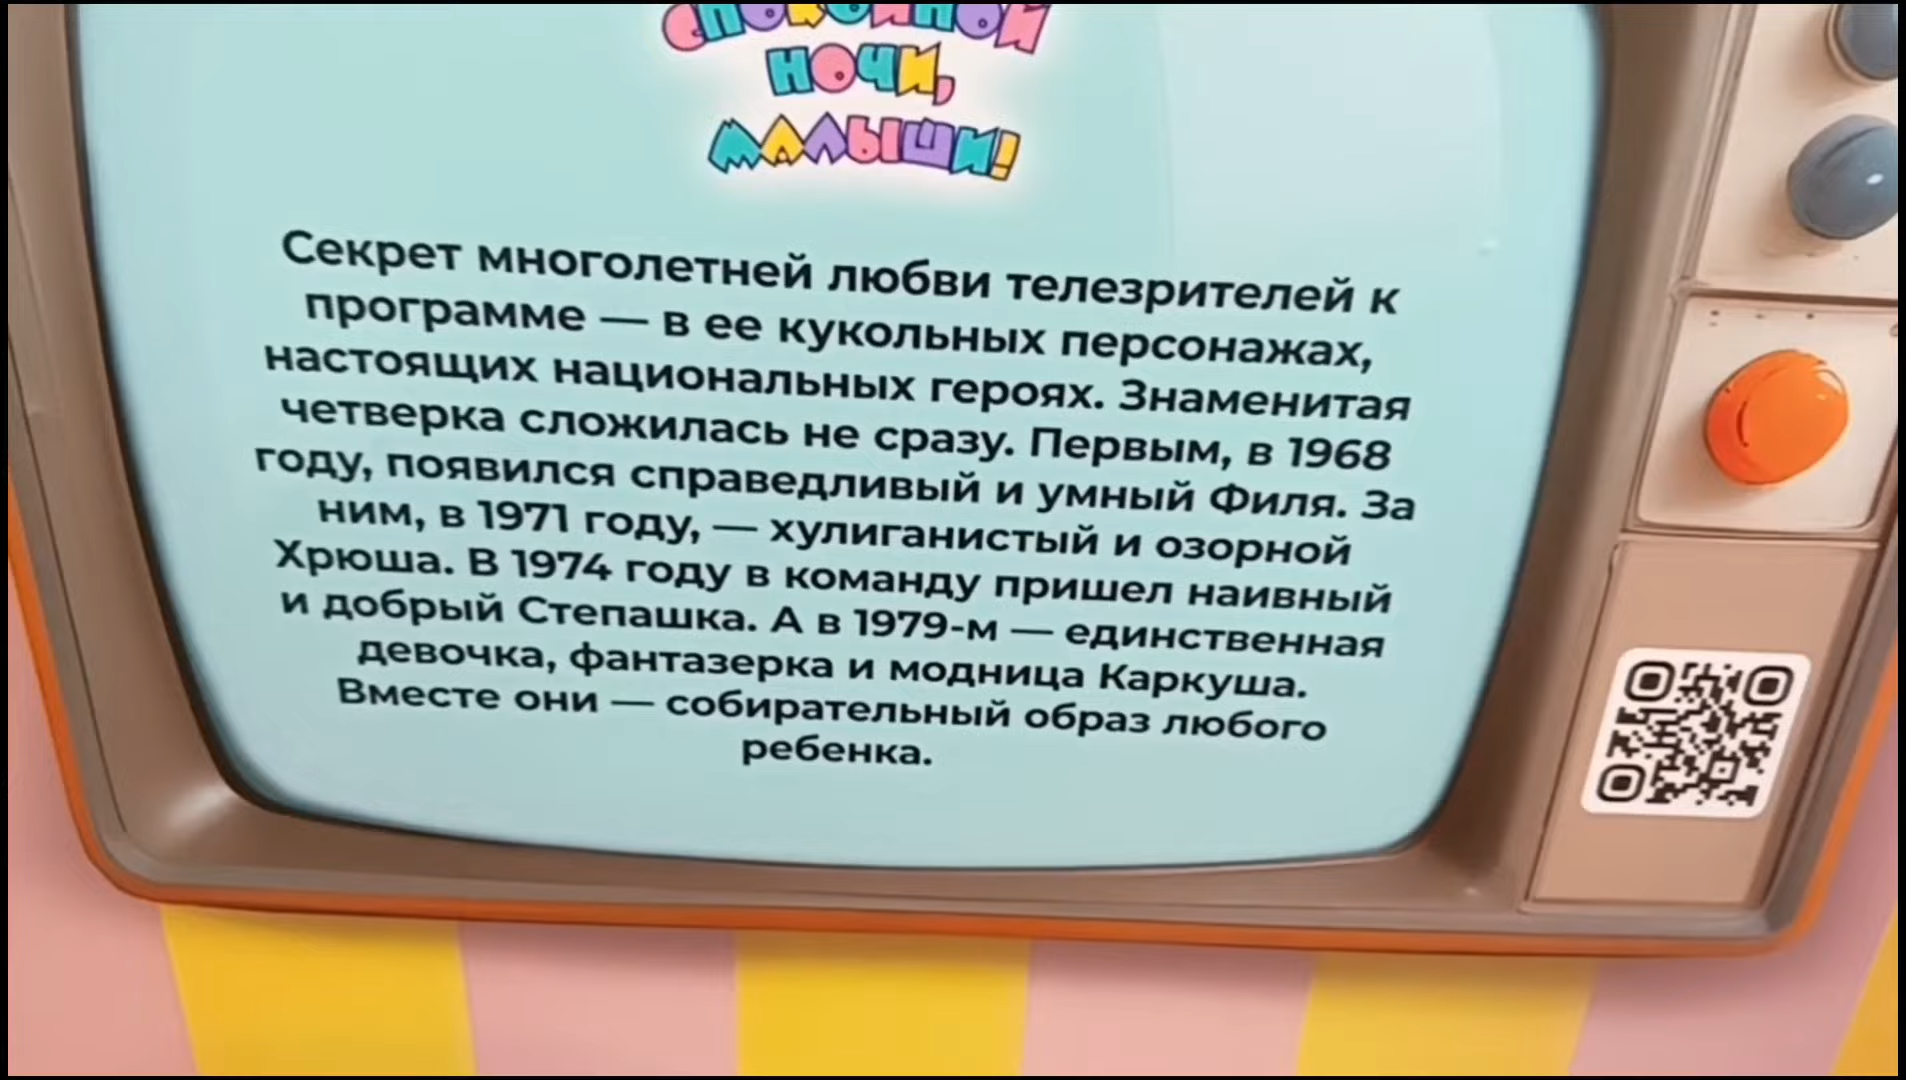 СПОКОЙНОЙ
НОЧИ,
МАЛЫШИ!
Секрет многолетней любви телезрителей к
программе — в ее кукольных персонажах,
настоящих национальных героях. Знаменитая
четверка сложилась не сразу. Первым, в 1968
году, появился справедливый и умный Филя. За
ним, в 1971 году, — хулиганистый и озорной
Хрюша. В 1974 году в команду пришел наивный
и добрый Степашка. А в 1979-м — единственная
девочка, фантазерка и модница Каркуша.
Вместе они — собирательный образ любого
ребенка.